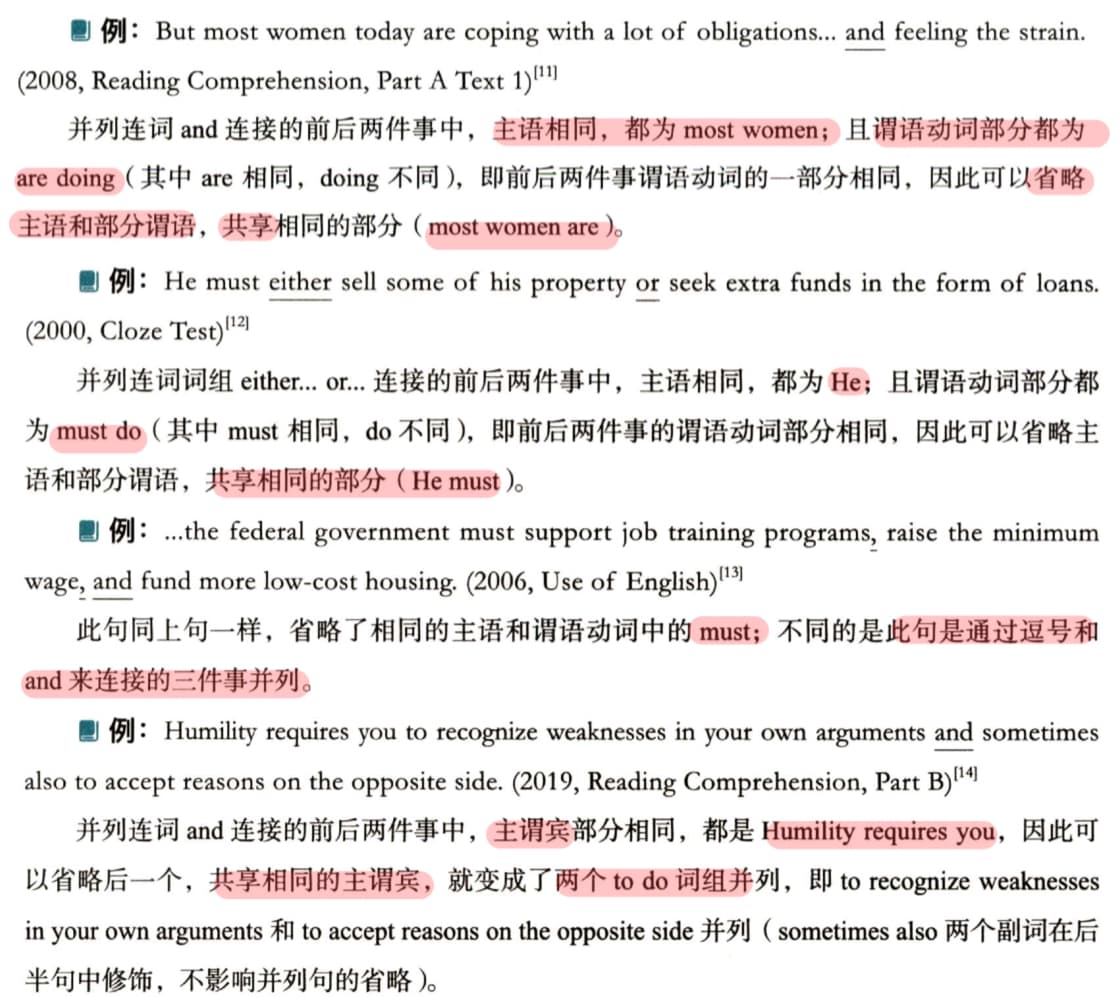 例：But most women today are coping with a lot of obligations... and feeling the strain.
(2008, Reading Comprehension, Part A Text 1)[11]
并列连词 and 连接的前后两件事中，主语相同，都为 most women；且谓语动词部分都为
are doing（其中 are 相同，doing 不同），即前后两件事谓语动词的一部分相同，因此可以省略
主语和部分谓语，共享相同的部分（most women are）。
例：He must either sell some of his property or seek extra funds in the form of loans.
(2000, Cloze Test)[12]
并列连词词组 either... or... 连接的前后两件事中，主语相同，都为 He；且谓语动词部分都
为 must do（其中 must 相同，do 不同），即前后两件事的谓语动词部分相同，因此可以省略主
语和部分谓语，共享相同的部分（He must）。
例：...the federal government must support job training programs, raise the minimum
wage, and fund more low-cost housing. (2006, Use of English)[13]
此句同上句一样，省略了相同的主语和谓语动词中的 must；不同的是此句是通过逗号和
and 来连接的三件事并列。
例：Humility requires you to recognize weaknesses in your own arguments and sometimes
also to accept reasons on the opposite side. (2019, Reading Comprehension, Part B)[14]
并列连词 and 连接的前后两件事中，主谓宾部分相同，都是 Humility requires you，因此可
以省略后一个，共享相同的主谓宾，就变成了两个 to do 词组并列，即 to recognize weaknesses
in your own arguments 和 to accept reasons on the opposite side 并列（sometimes also 两个副词在后
半句中修饰，不影响并列句的省略）。